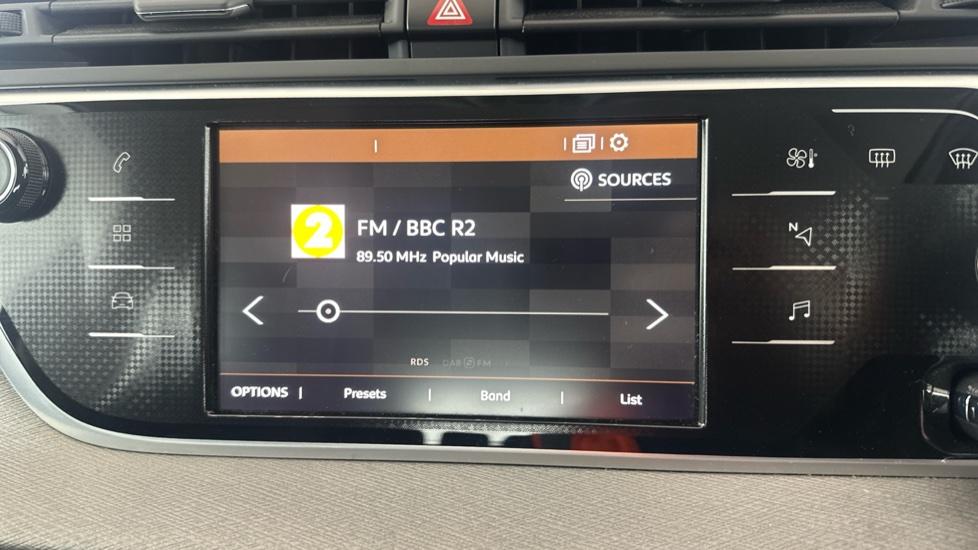 SOURCES
2
FM / BBC R2
89.50 MHz Popular Music
RDS DAB FM
OPTIONS Presets Band List
N